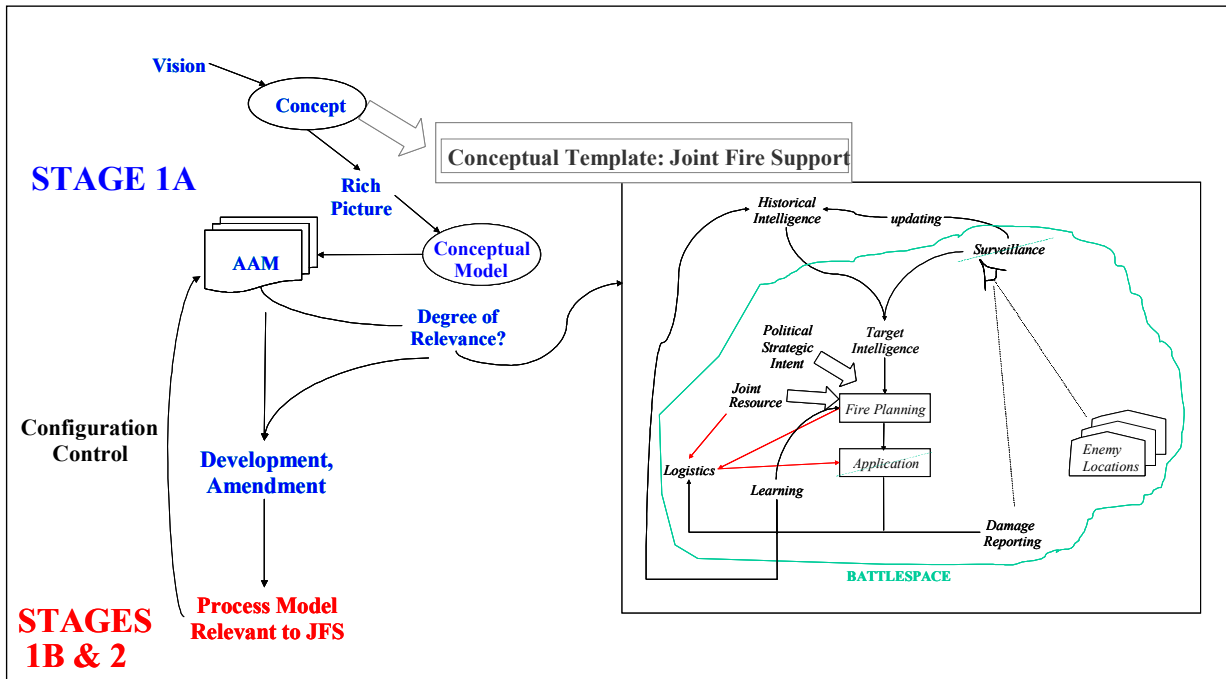 Vision
Concept
Conceptual Template: Joint Fire Support
STAGE 1A
Rich
Picture
AAM
Conceptual
Model
Degree of
Relevance?
Configuration
Control
Development,
Amendment
Process Model
Relevant to JFS
STAGES
1B & 2
Historical
Intelligence
updating
Surveillance
Political
Strategic
Intent
Target
Intelligence
Joint
Resource
Fire Planning
Logistics
Application
Learning
Enemy
Locations
Damage
Reporting
BATTLESPACE